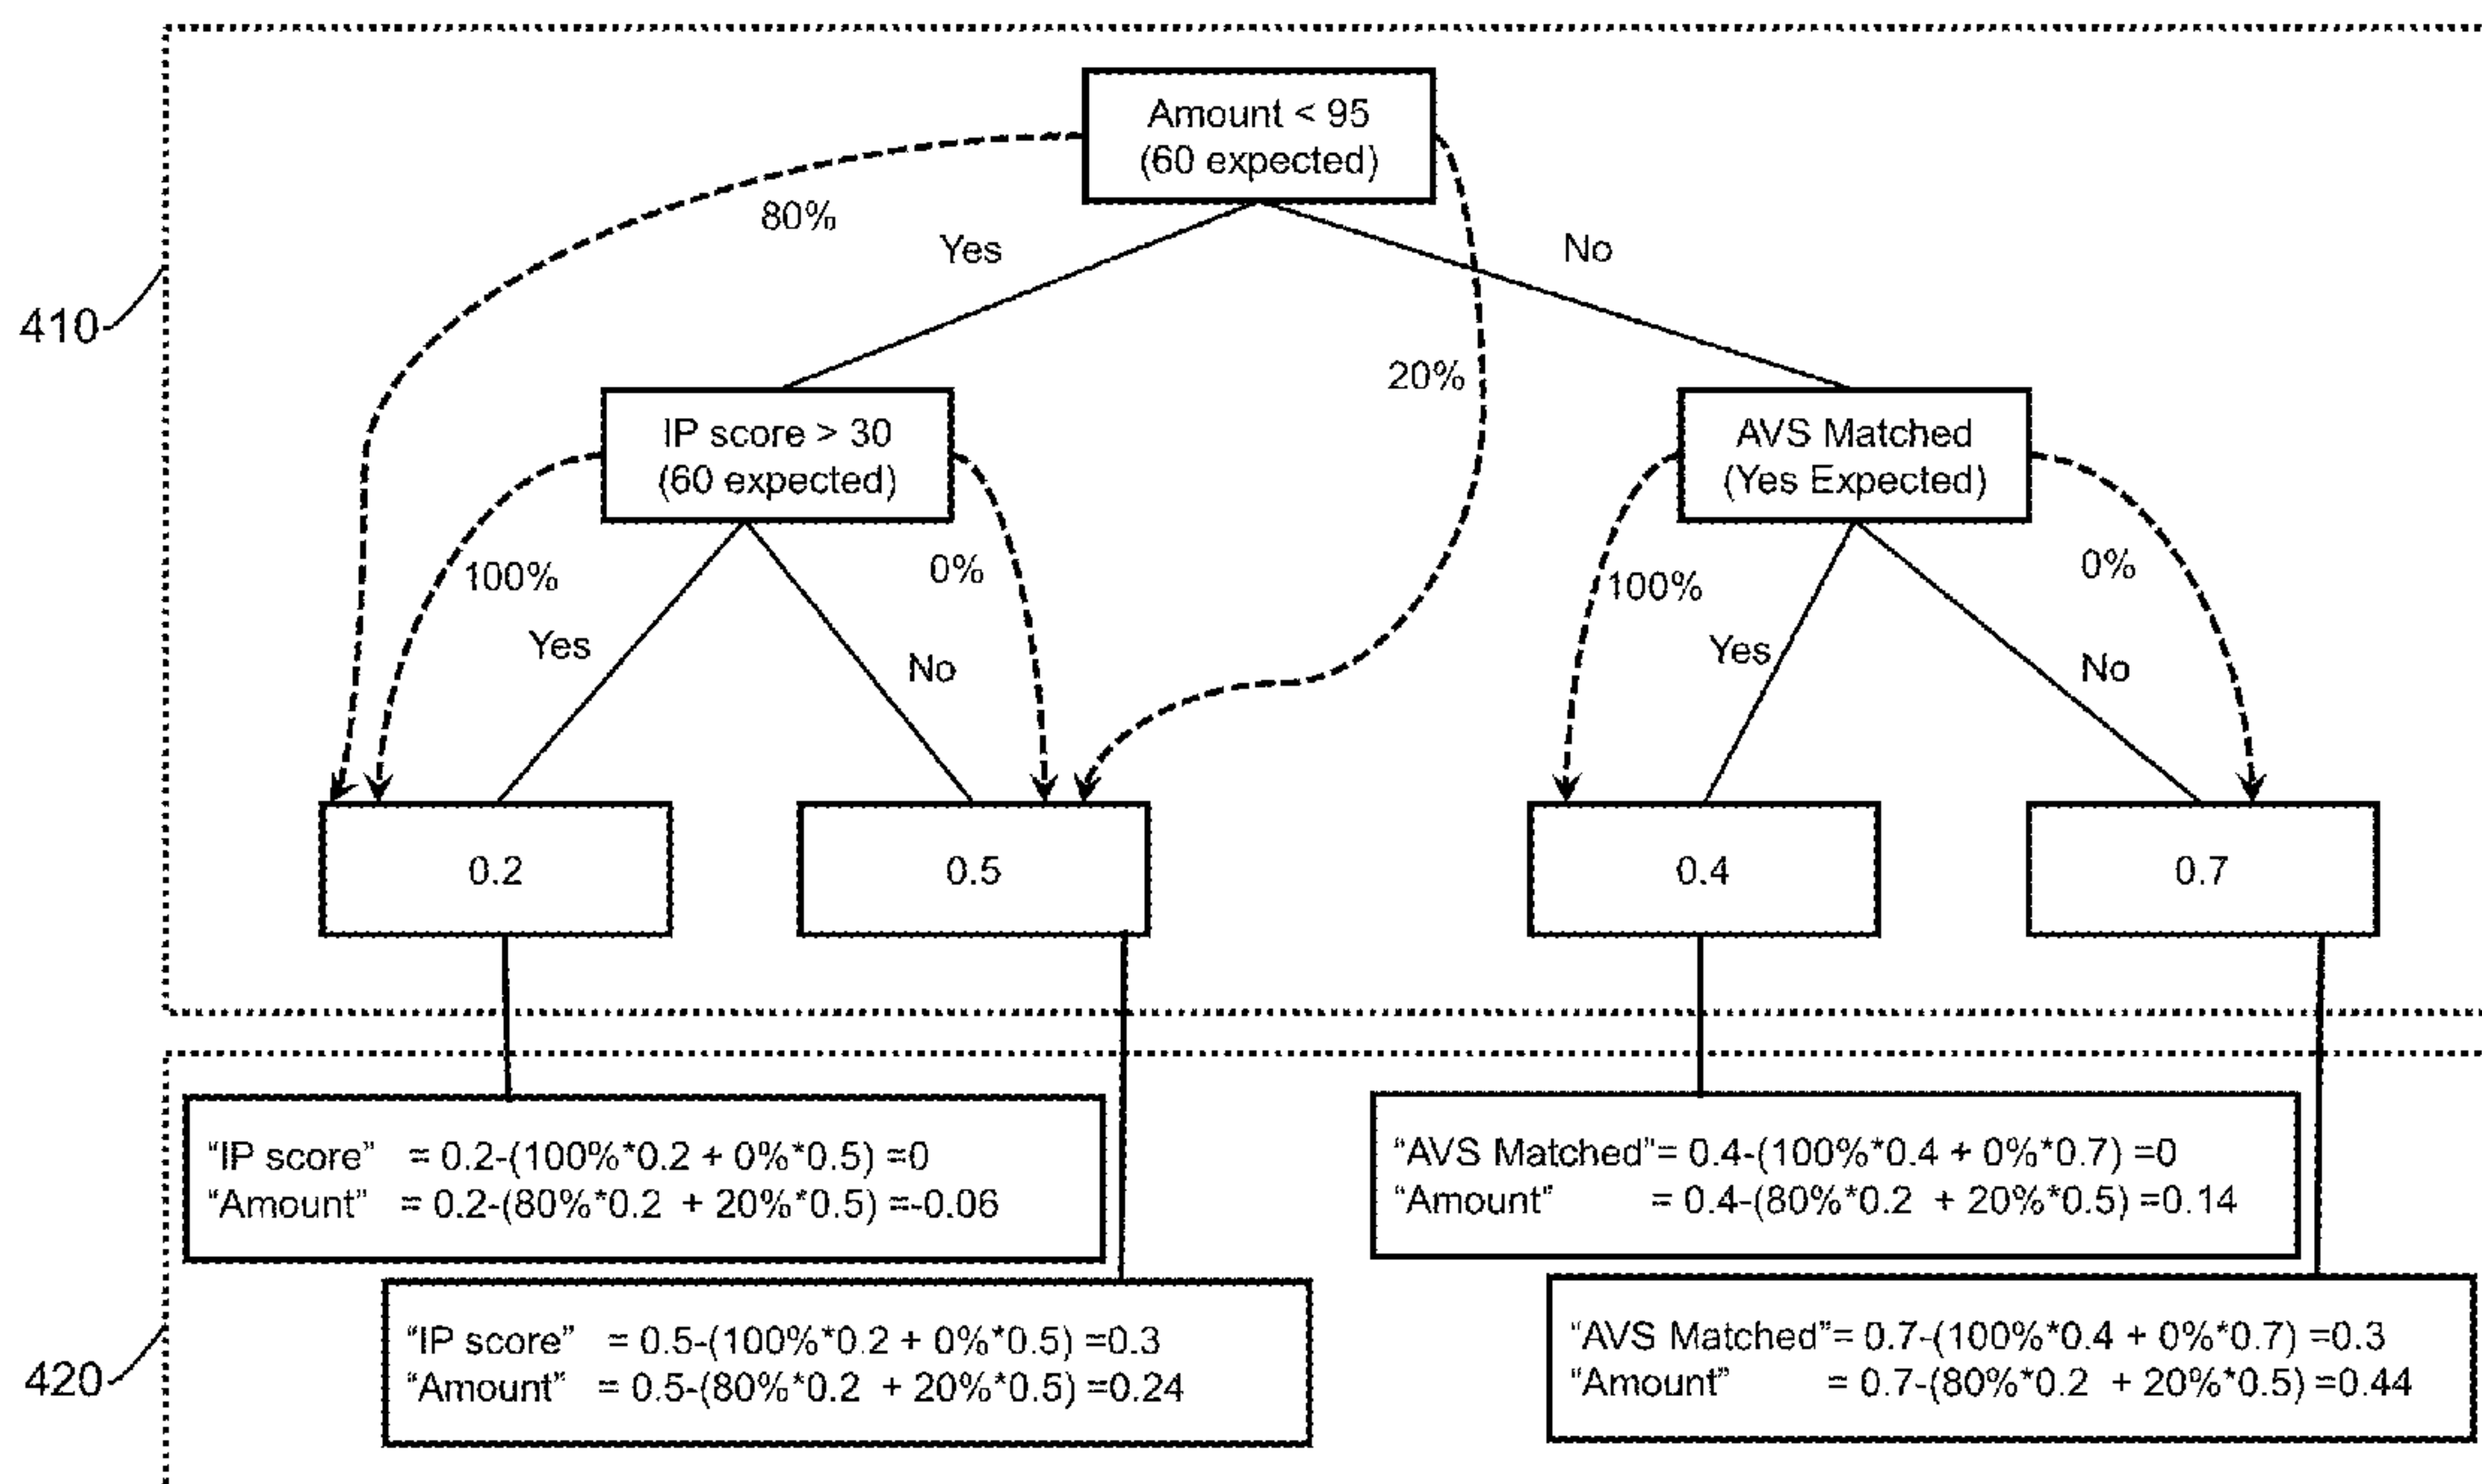 Amount < 95
(60 expected)
80%
Yes
No
410
20%
IP score > 30
(60 expected)
AVS Matched
(Yes Expected)
100%
0%
100%
0%
Yes
No
Yes
No
0.2
0.5
0.4
0.7
"IP score" = 0.2-(100%*0.2 + 0%*0.5) =0
"Amount" = 0.2-(80%*0.2 + 20%*0.5) =-0.06
"AVS Matched"= 0.4-(100%*0.4 + 0%*0.7) =0
"Amount" = 0.4-(80%*0.2 + 20%*0.5) =0.14
420
"IP score" = 0.5-(100%*0.2 + 0%*0.5) =0.3
"Amount" = 0.5-(80%*0.2 + 20%*0.5) =0.24
"AVS Matched"= 0.7-(100%*0.4 + 0%*0.7) =0.3
"Amount" = 0.7-(80%*0.2 + 20%*0.5) =0.44